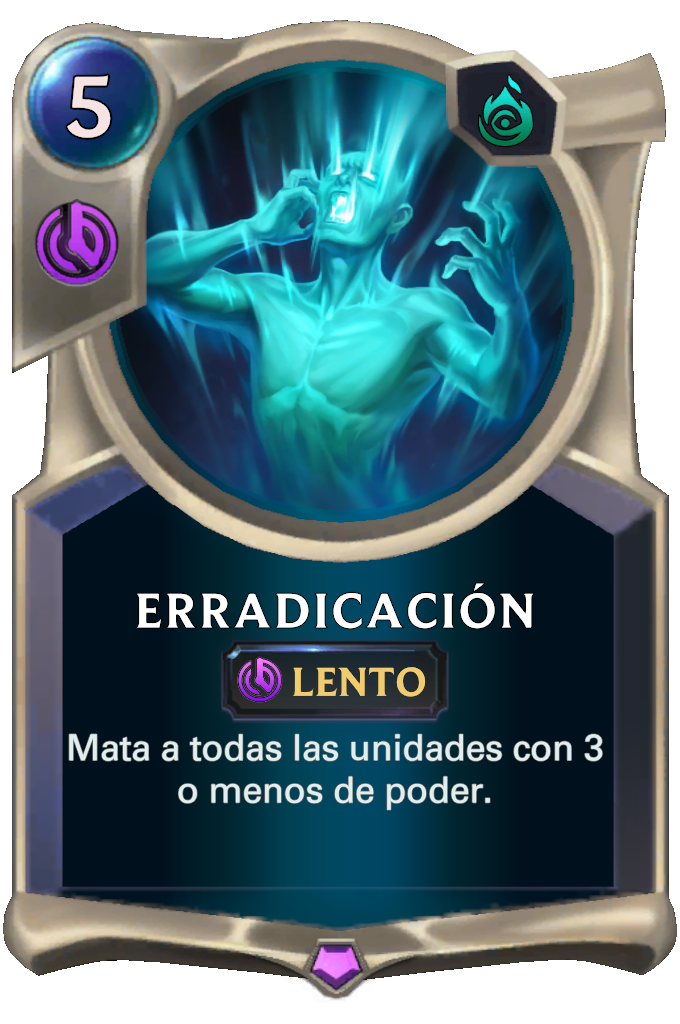 5
ERRADICACIÓN
LENTO
Mata a todas las unidades con 3
o menos de poder.